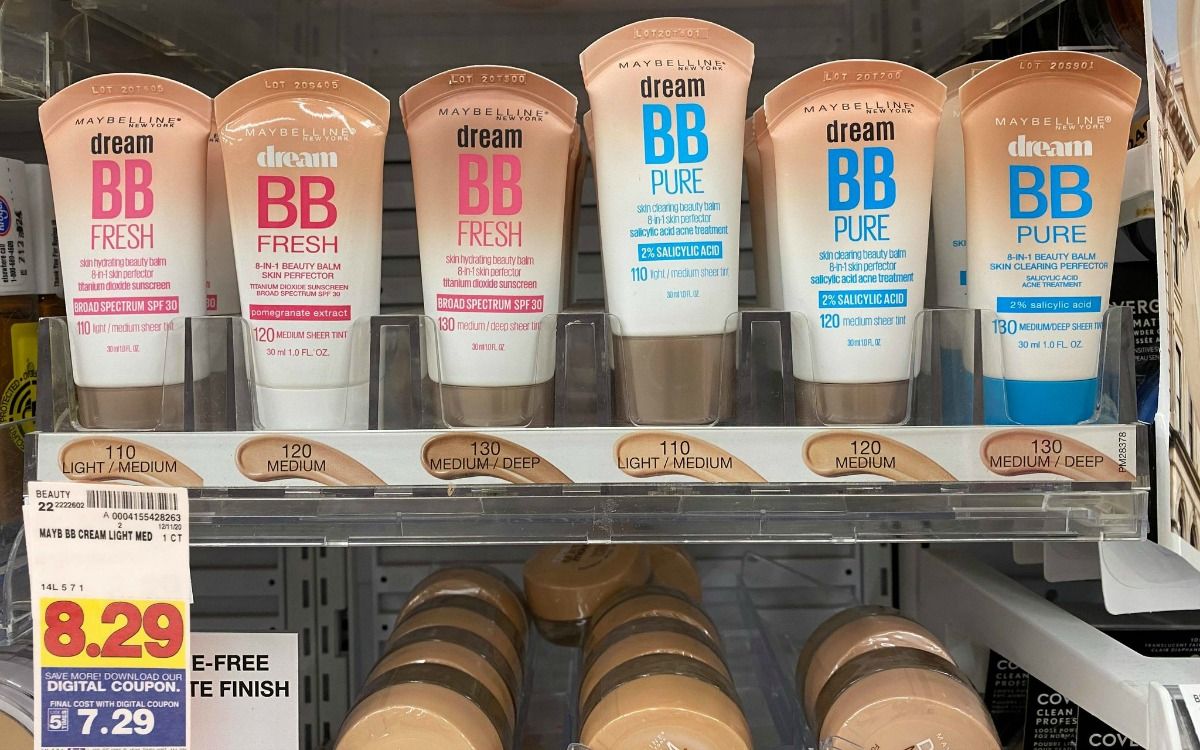 LOT 20T405
MAYBELLINE
NEW YORK
dream
BB
FRESH
skin hydrating beauty balm
8-in-1 skin perfector
titanium dioxide sunscreen
BROAD SPECTRUM SPF 30
110 light / medium sheer tint
30 ml 1.0 FL. OZ.
LOT 20S405
MAYBELLINE®
NEW YORK
dream
BB
FRESH
8-IN-1 BEAUTY BALM
SKIN PERFECTOR
TITANIUM DIOXIDE SUNSCREEN
BROAD SPECTRUM SPF 30
pomegranate extract
120 MEDIUM SHEER TINT
30 ml 1.0 FL. OZ.
LOT 20T500
MAYBELLINE
NEW YORK
dream
BB
FRESH
skin hydrating beauty balm
8-in-1 skin perfector
titanium dioxide sunscreen
BROAD SPECTRUM SPF 30
130 medium / deep sheer tint
30 ml 1.0 FL. OZ.
LOT20T601
MAYBELLINE®
NEW YORK
dream
BB
PURE
skin clearing beauty balm
8-in-1 skin perfector
salicylic acid acne treatment
2% SALICYLIC ACID
110 light / medium sheer tint
30 ml 1.0 FL. OZ.
LOT 20T700
MAYBELLINE®
NEW YORK
dream
BB
PURE
skin clearing beauty balm
8-in-1 skin perfector
salicylic acid acne treatment
2% SALICYLIC ACID
120 medium sheer tint
30 ml 1.0 FL. OZ.
LOT 20S901
MAYBELLINE®
NEW YORK
dream
BB
PURE
8-IN-1 BEAUTY BALM
SKIN CLEARING PERFECTOR
SALICYLIC ACID
ACNE TREATMENT
2% salicylic acid
130 MEDIUM/DEEP SHEER TIN
30 ml 1.0 FL. OZ.
110
LIGHT / MEDIUM
120
MEDIUM
130
MEDIUM / DEEP
110
LIGHT / MEDIUM
120
MEDIUM
130
MEDIUM / DEEP
PM28378
BEAUTY
22 2222602
A 0004155428263
2 12/11/20
MAYB BB CREAM LIGHT MED 1 CT
14L 5 7 1
8.29
SAVE MORE! DOWNLOAD OUR
DIGITAL COUPON.
FINAL COST WITH DIGITAL COUPON
USE 5 TIMES 7.29
E-FREE
TE FINISH